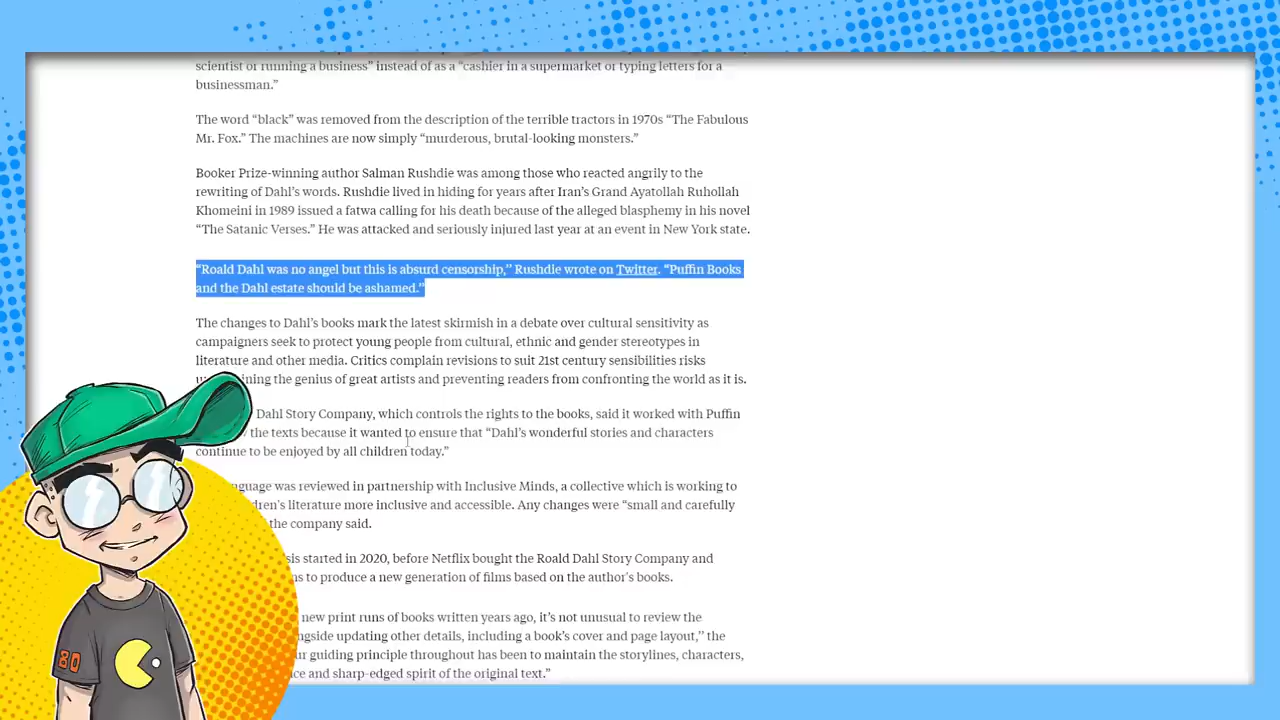 scientist or running a business” instead of as a “cashier in a supermarket or typing letters for a
businessman.”
The word “black” was removed from the description of the terrible tractors in 1970s “The Fabulous
Mr. Fox.” The machines are now simply “murderous, brutal-looking monsters.”
Booker Prize-winning author Salman Rushdie was among those who reacted angrily to the
rewriting of Dahl’s words. Rushdie lived in hiding for years after Iran’s Grand Ayatollah Ruhollah
Khomeini in 1989 issued a fatwa calling for his death because of the alleged blasphemy in his novel
“The Satanic Verses.” He was attacked and seriously injured last year at an event in New York state.
“Roald Dahl was no angel but this is absurd censorship,” Rushdie wrote on Twitter. “Puffin Books
and the Dahl estate should be ashamed.”
The changes to Dahl’s books mark the latest skirmish in a debate over cultural sensitivity as
campaigners seek to protect young people from cultural, ethnic and gender stereotypes in
literature and other media. Critics complain revisions to suit 21st century sensibilities risks
ining the genius of great artists and preventing readers from confronting the world as it is.
Dahl Story Company, which controls the rights to the books, said it worked with Puffin
the texts because it wanted to ensure that “Dahl’s wonderful stories and characters
continue to be enjoyed by all children today.”
nguage was reviewed in partnership with Inclusive Minds, a collective which is working to
dren’s literature more inclusive and accessible. Any changes were “small and carefully
the company said.
sis started in 2020, before Netflix bought the Roald Dahl Story Company and
ns to produce a new generation of films based on the author’s books.
new print runs of books written years ago, it’s not unusual to review the
ngside updating other details, including a book’s cover and page layout,” the
ur guiding principle throughout has been to maintain the storylines, characters,
ce and sharp-edged spirit of the original text.”
80